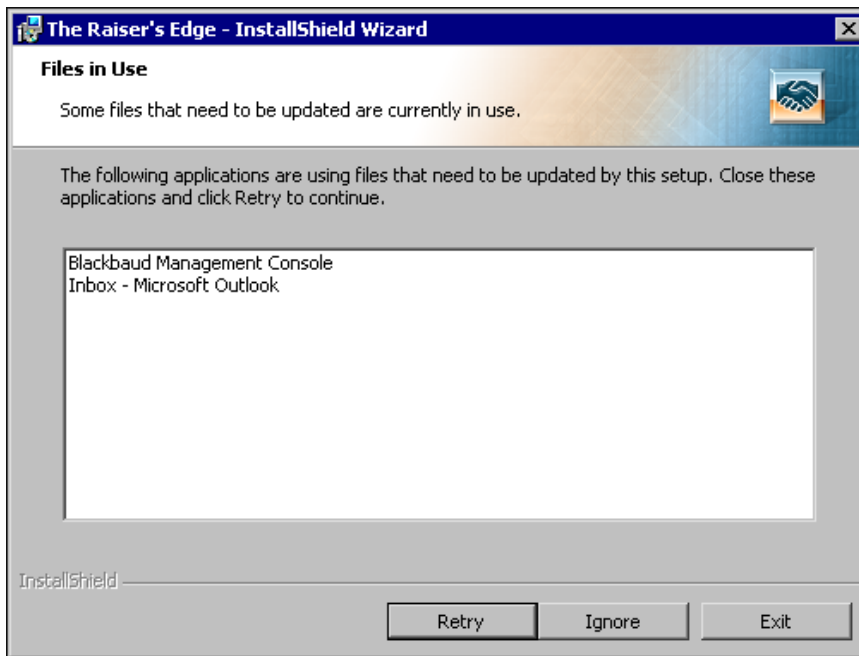 The Raiser's Edge - InstallShield Wizard
Files in Use
Some files that need to be updated are currently in use.
The following applications are using files that need to be updated by this setup. Close these
applications and click Retry to continue.
Blackbaud Management Console
Inbox - Microsoft Outlook
InstallShield
Retry
Ignore
Exit